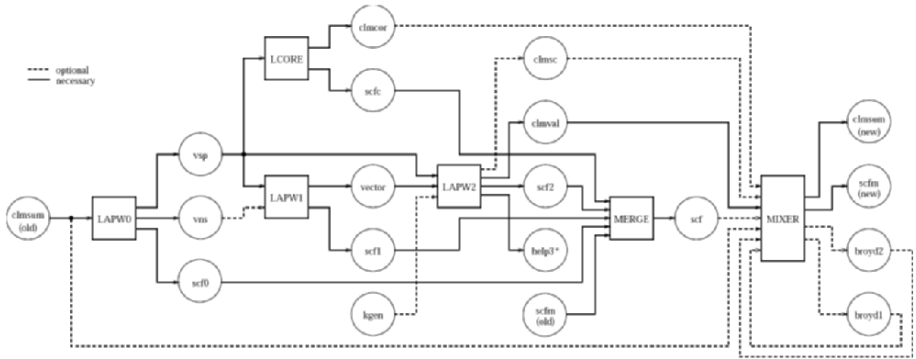 clmcor
LCORE
clmsc
optional
necessary
scfc
clmval
clmsum
(new)
vsp
LAPW1
vector
LAPW2
scf2
scfm
(new)
clmsum
(old)
LAPW0
vns
MERGE
scf
MIXER
scf1
help3*
broyd2
scf0
kgen
scfm
(old)
broyd1